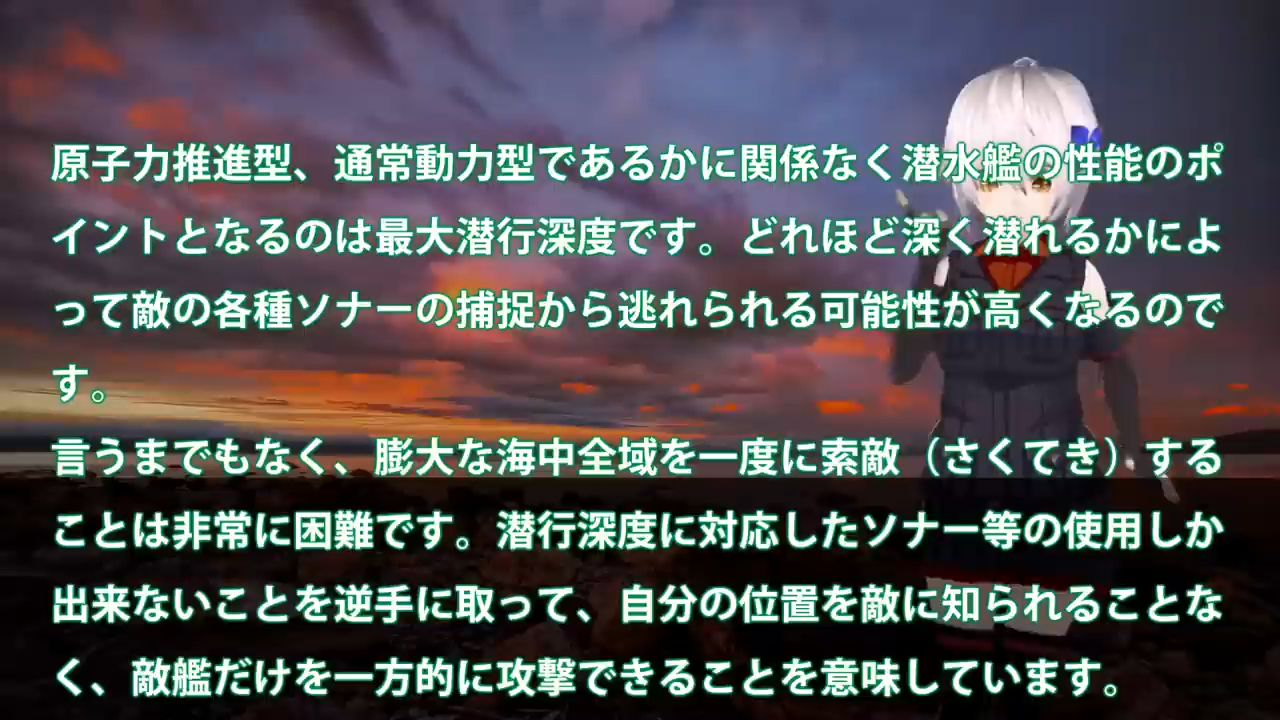 原子力推進型、通常動力型であるかに関係なく潜水艦の性能のポ
イントとなるのは最大潜行深度です。どれほど深く潜れるかによ
って敵の各種ソナーの捕捉から逃れられる可能性が高くなるので
す。
言うまでもなく、膨大な海中全域を一度に索敵（さくてき）する
ことは非常に困難です。潜行深度に対応したソナー等の使用しか
出来ないことを逆手に取って、自分の位置を敵に知られることな
く、敵艦だけを一方的に攻撃できることを意味しています。